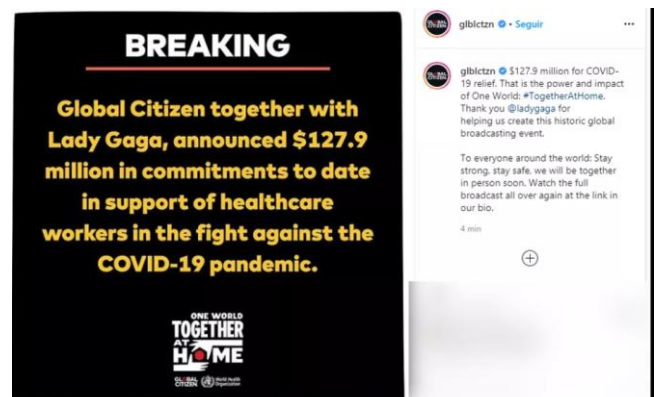 BREAKING
Global Citizen together with
Lady Gaga, announced $127.9
million in commitments to date
in support of healthcare
workers in the fight against the
COVID-19 pandemic.
ONE WORLD
TOGETHER
AT
HOME
GLOBAL
CITIZEN
World Health
Organization
glblctzn • Seguir
glblctzn $127.9 million for COVID-
19 relief. That is the power and impact
of One World: #TogetherAtHome.
Thank you @ladygaga for
helping us create this historic global
broadcasting event.
To everyone around the world: Stay
strong, stay safe, we will be together
in person soon. Watch the full
broadcast all over again at the link in
our bio.
4 min